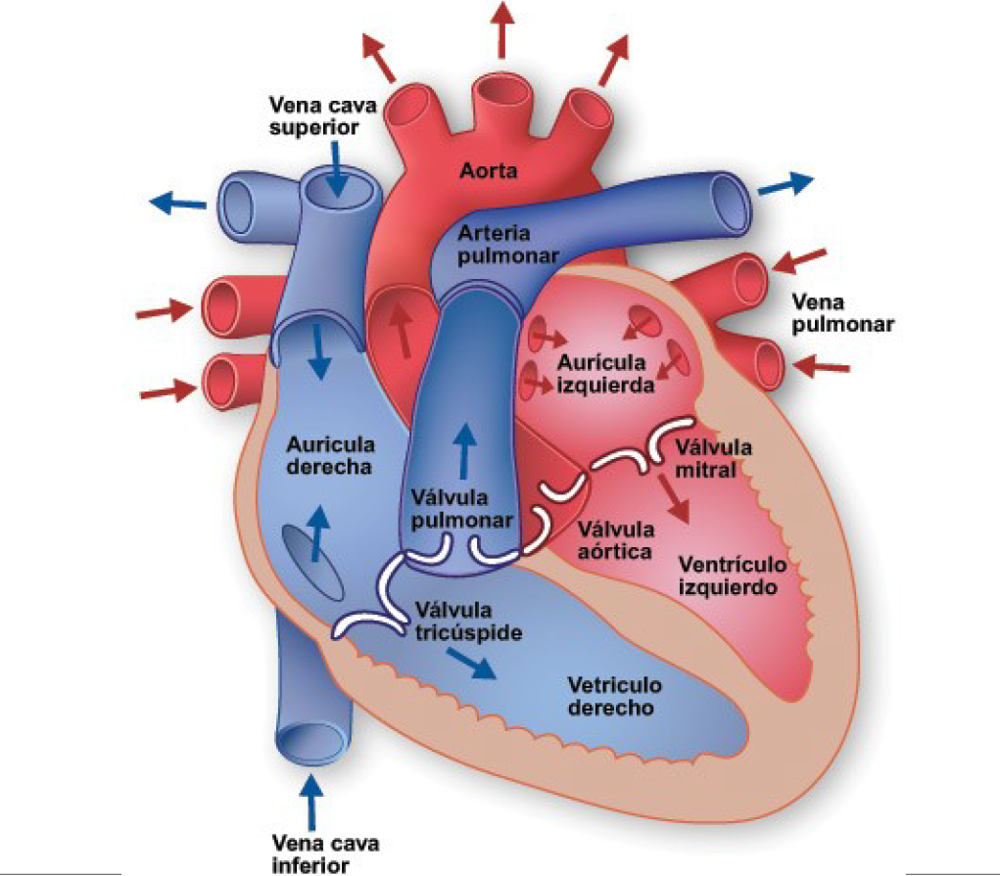 Vena cava
superior
Aorta
Arteria
pulmonar
Vena
pulmonar
Aurícula
izquierda
Auricula
derecha
Válvula
mitral
Válvula
pulmonar
Válvula
aórtica
Ventrículo
izquierdo
Válvula
tricúspide
Vetriculo
derecho
Vena cava
inferior